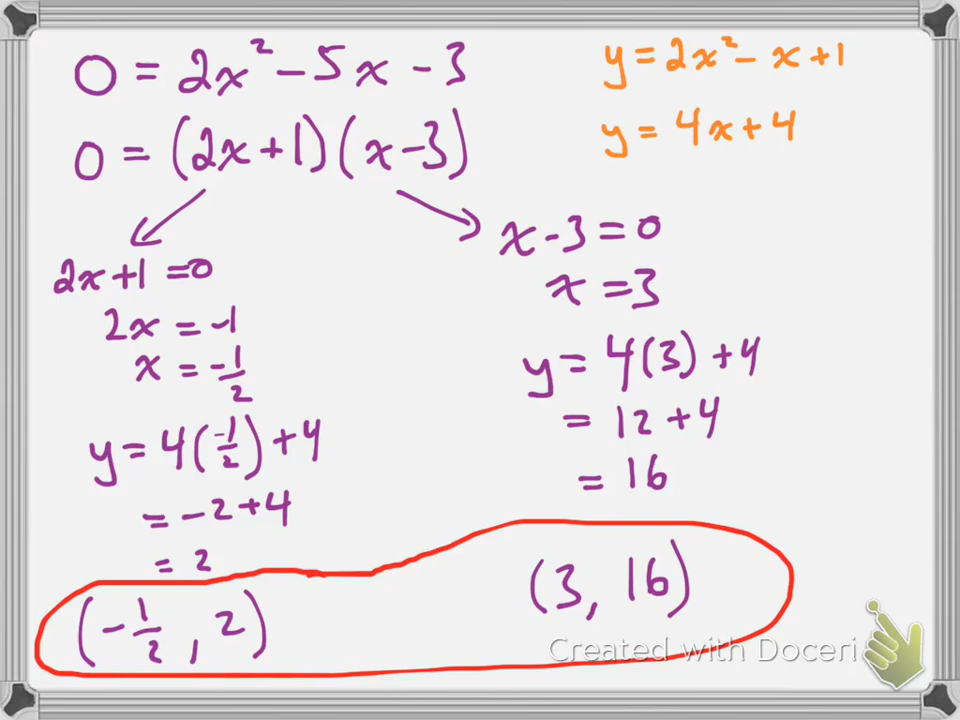 0 = 2x² - 5x - 3
0 = (2x+1)(x-3)
y = 2x² - x + 1
y = 4x + 4
2x+1 = 0
2x = -1
x = -1/2
y = 4(-1/2) + 4
= -2 + 4
= 2
(-1/2, 2)
x - 3 = 0
x = 3
y = 4(3) + 4
= 12 + 4
= 16
(3, 16)
Created with Doceri